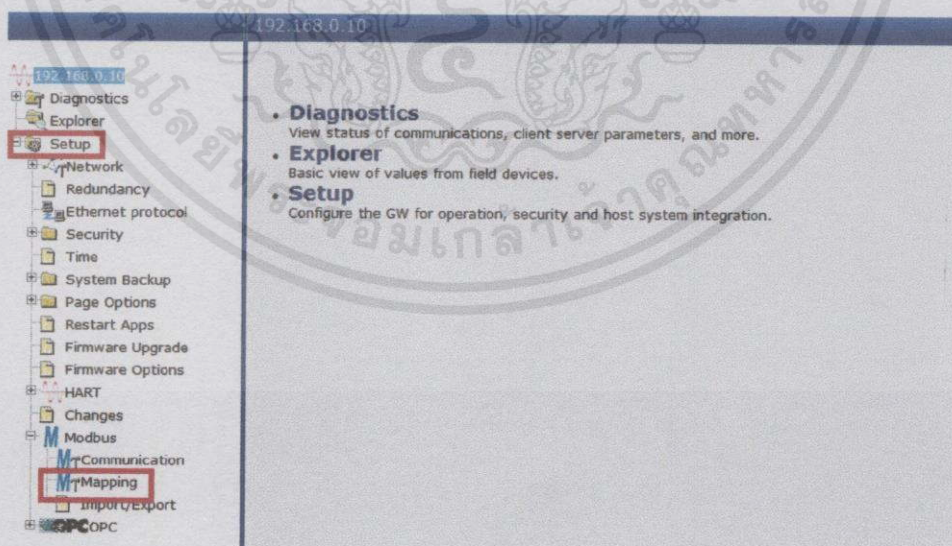 192.168.0.10
192.168.0.10
Diagnostics
Explorer
Setup
Network
Redundancy
Ethernet protocol
Security
Time
System Backup
Page Options
Restart Apps
Firmware Upgrade
Firmware Options
HART
Changes
Modbus
Communication
Mapping
Import/Export
OPC
• Diagnostics
View status of communications, client server parameters, and more.
• Explorer
Basic view of values from field devices.
• Setup
Configure the GW for operation, security and host system integration.